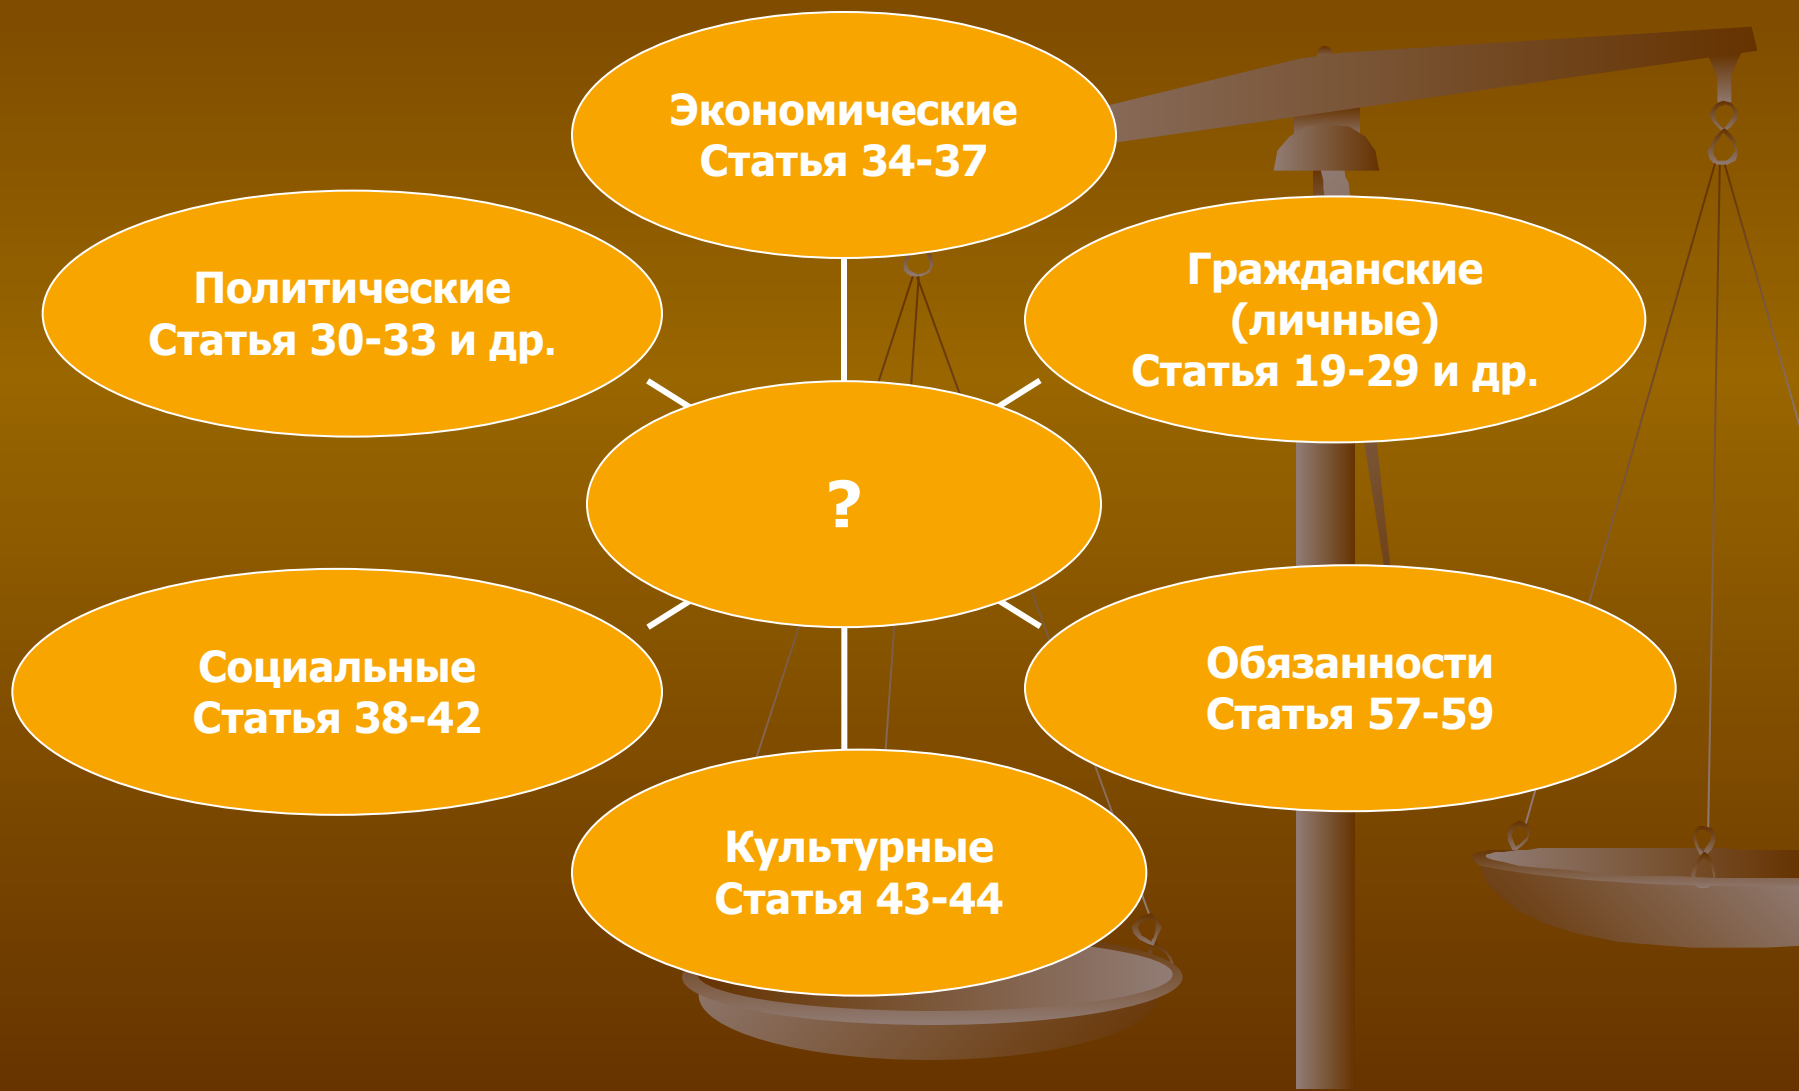 Экономические
Статья 34-37
Политические
Статья 30-33 и др.
Гражданские
(личные)
Статья 19-29 и др.
?
Социальные
Статья 38-42
Обязанности
Статья 57-59
Культурные
Статья 43-44